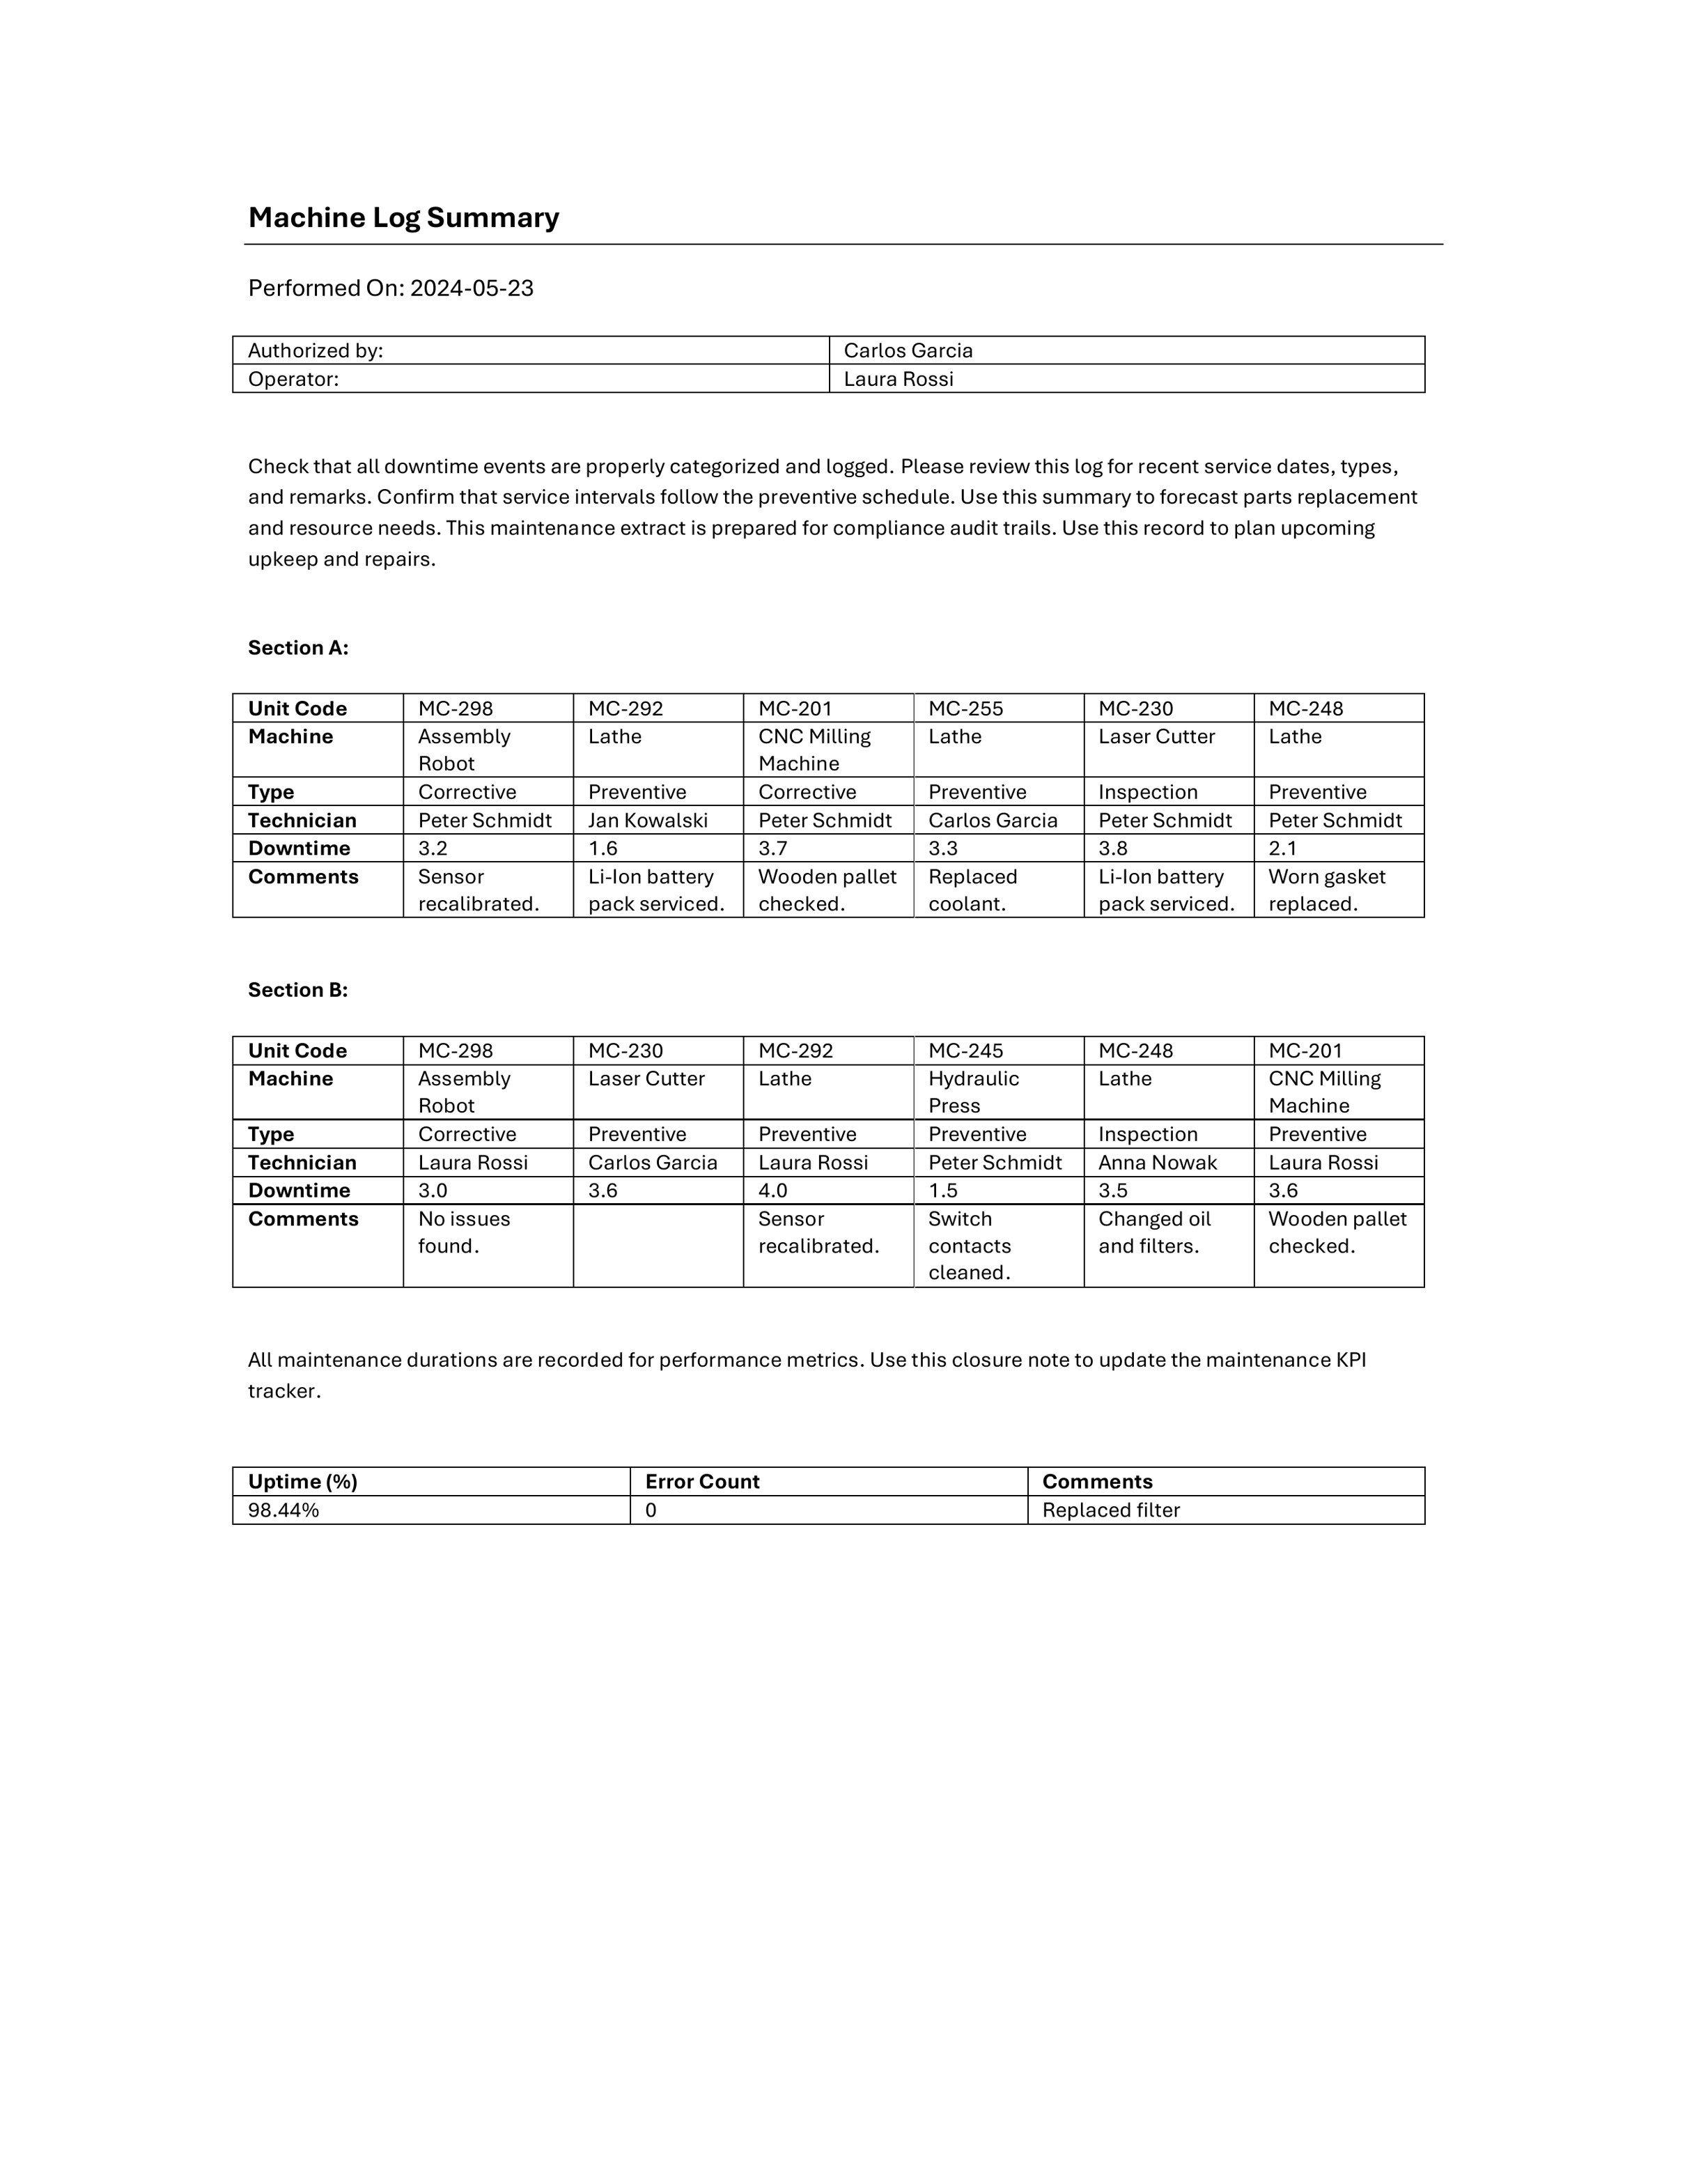 Machine Log Summary
Performed On: 2024-05-23
Authorized by: Carlos Garcia
Operator: Laura Rossi
Check that all downtime events are properly categorized and logged. Please review this log for recent service dates, types,
and remarks. Confirm that service intervals follow the preventive schedule. Use this summary to forecast parts replacement
and resource needs. This maintenance extract is prepared for compliance audit trails. Use this record to plan upcoming
upkeep and repairs.
Section A:
Unit Code MC-298 MC-292 MC-201 MC-255 MC-230 MC-248
Machine Assembly Lathe CNC Milling Lathe Laser Cutter Lathe
Robot Machine
Type Corrective Preventive Corrective Preventive Inspection Preventive
Technician Peter Schmidt Jan Kowalski Peter Schmidt Carlos Garcia Peter Schmidt Peter Schmidt
Downtime 3.2 1.6 3.7 3.3 3.8 2.1
Comments Sensor Li-Ion battery Wooden pallet Replaced Li-Ion battery Worn gasket
recalibrated. pack serviced. checked. coolant. pack serviced. replaced.
Section B:
Unit Code MC-298 MC-230 MC-292 MC-245 MC-248 MC-201
Machine Assembly Laser Cutter Lathe Hydraulic Lathe CNC Milling
Robot Press Machine
Type Corrective Preventive Preventive Preventive Inspection Preventive
Technician Laura Rossi Carlos Garcia Laura Rossi Peter Schmidt Anna Nowak Laura Rossi
Downtime 3.0 3.6 4.0 1.5 3.5 3.6
Comments No issues Sensor Switch Changed oil Wooden pallet
found. recalibrated. contacts and filters. checked.
cleaned.
All maintenance durations are recorded for performance metrics. Use this closure note to update the maintenance KPI
tracker.
Uptime (%) Error Count Comments
98.44% 0 Replaced filter